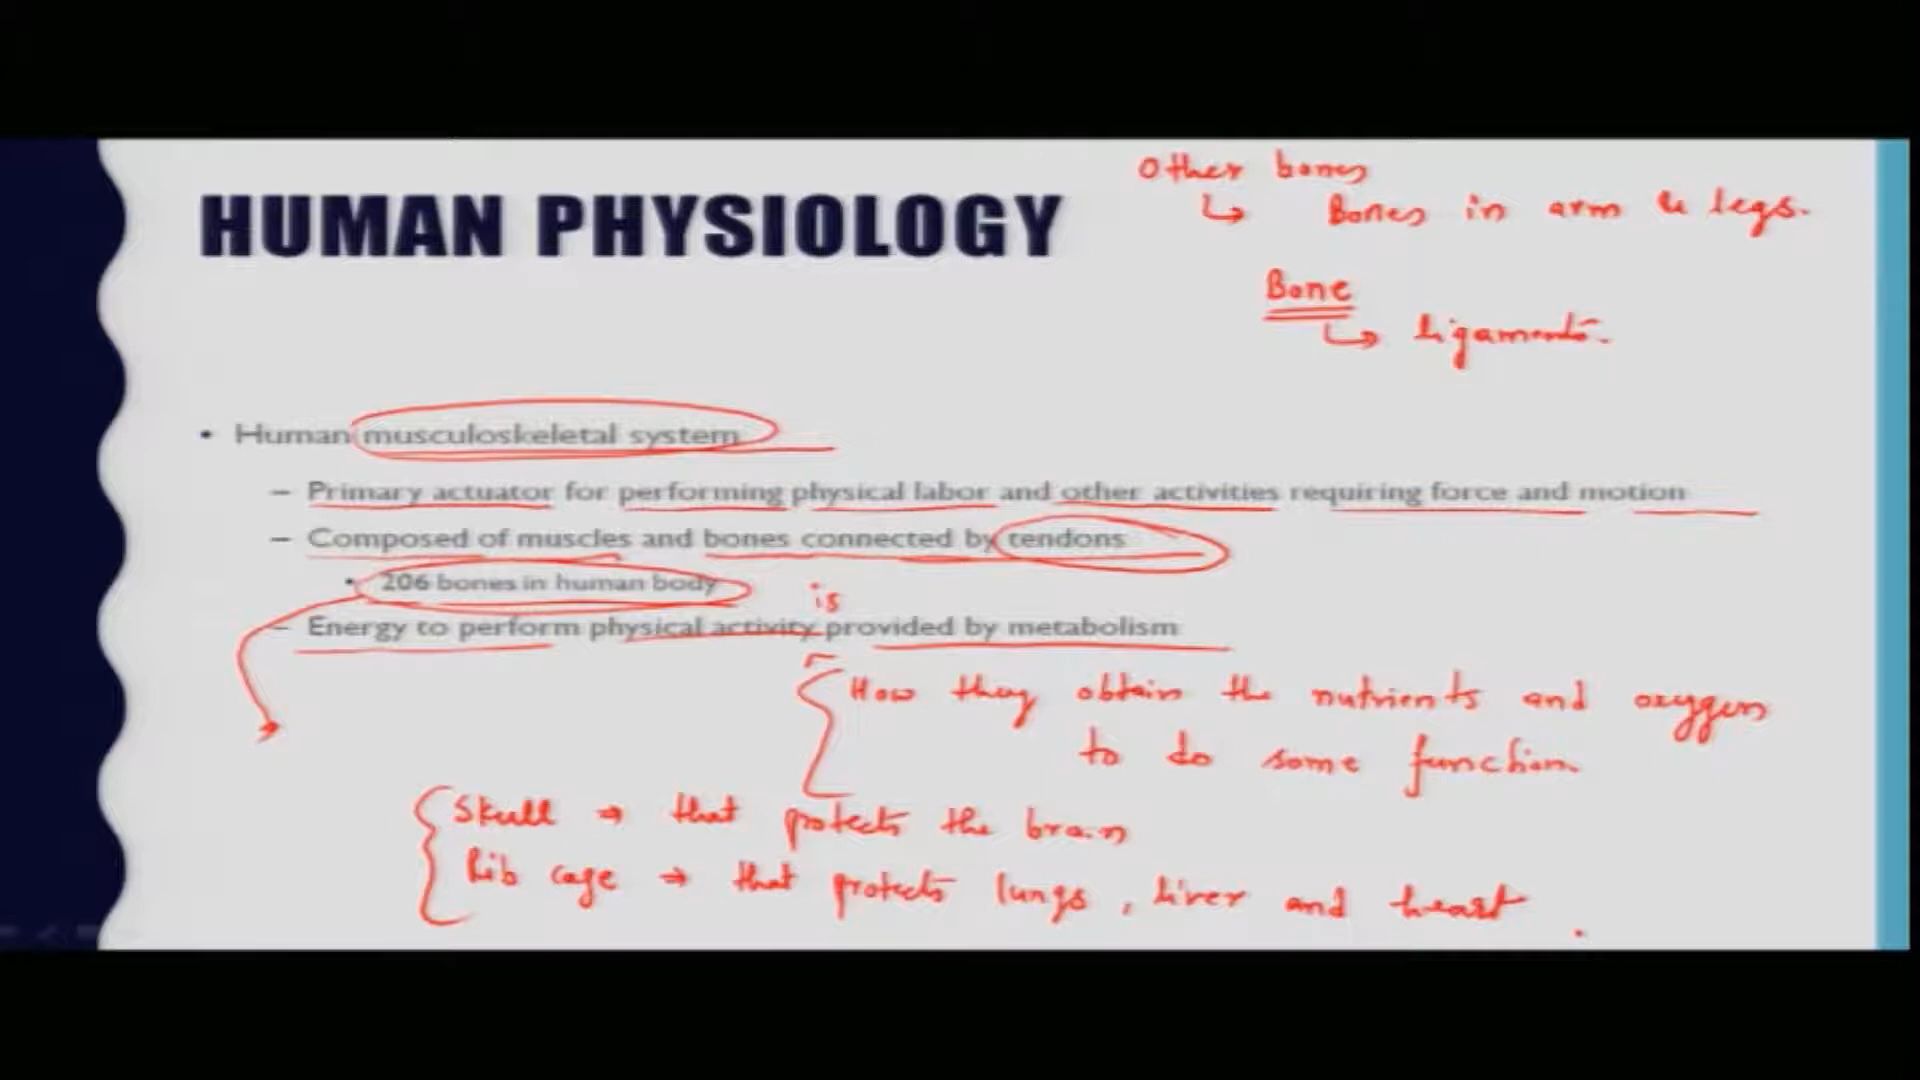 Other bones
↳ Bones in arm & legs.
HUMAN PHYSIOLOGY
Bone
↳ ligaments.
• Human musculoskeletal system
– Primary actuator for performing physical labor and other activities requiring force and motion
– Composed of muscles and bones connected by tendons
• 206 bones in human body
is
– Energy to perform physical activity provided by metabolism
How they obtain the nutrients and oxygen
to do some function.
Skull → that protects the brain
Rib cage → that protects lungs, liver and heart.